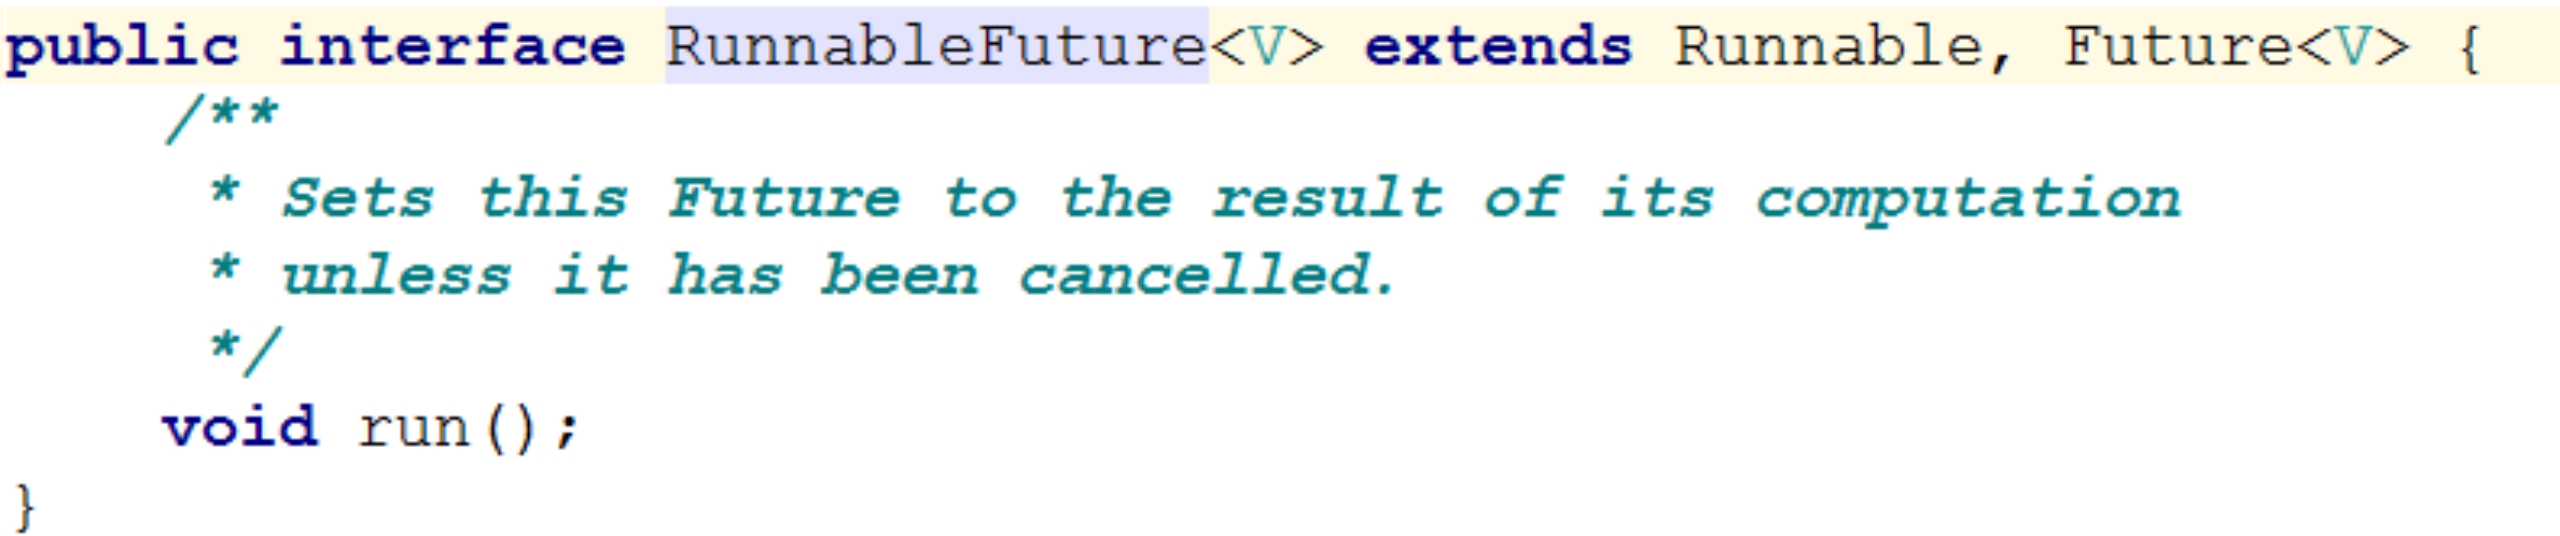 public interface RunnableFuture<V> extends Runnable, Future<V> {
    /**
     * Sets this Future to the result of its computation
     * unless it has been cancelled.
     */
    void run();
}